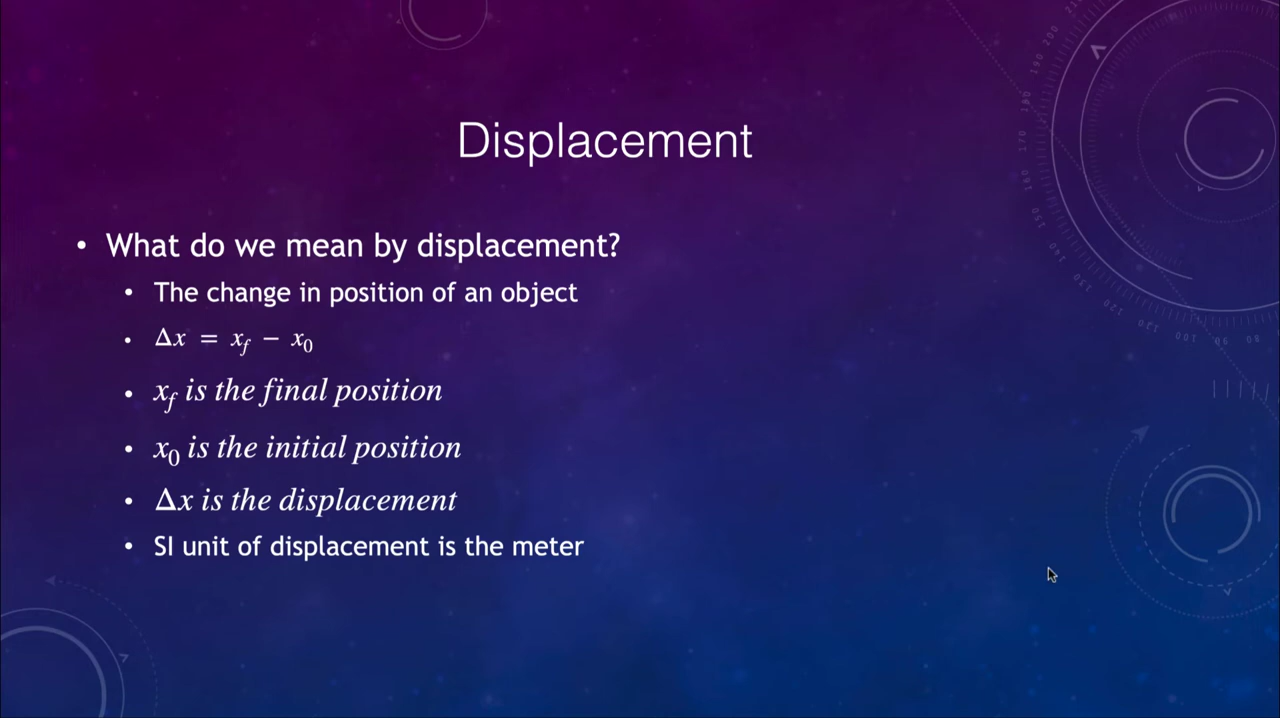 Displacement
• What do we mean by displacement?
• The change in position of an object
• Δx = x_f − x_0
• x_f is the final position
• x_0 is the initial position
• Δx is the displacement
• SI unit of displacement is the meter